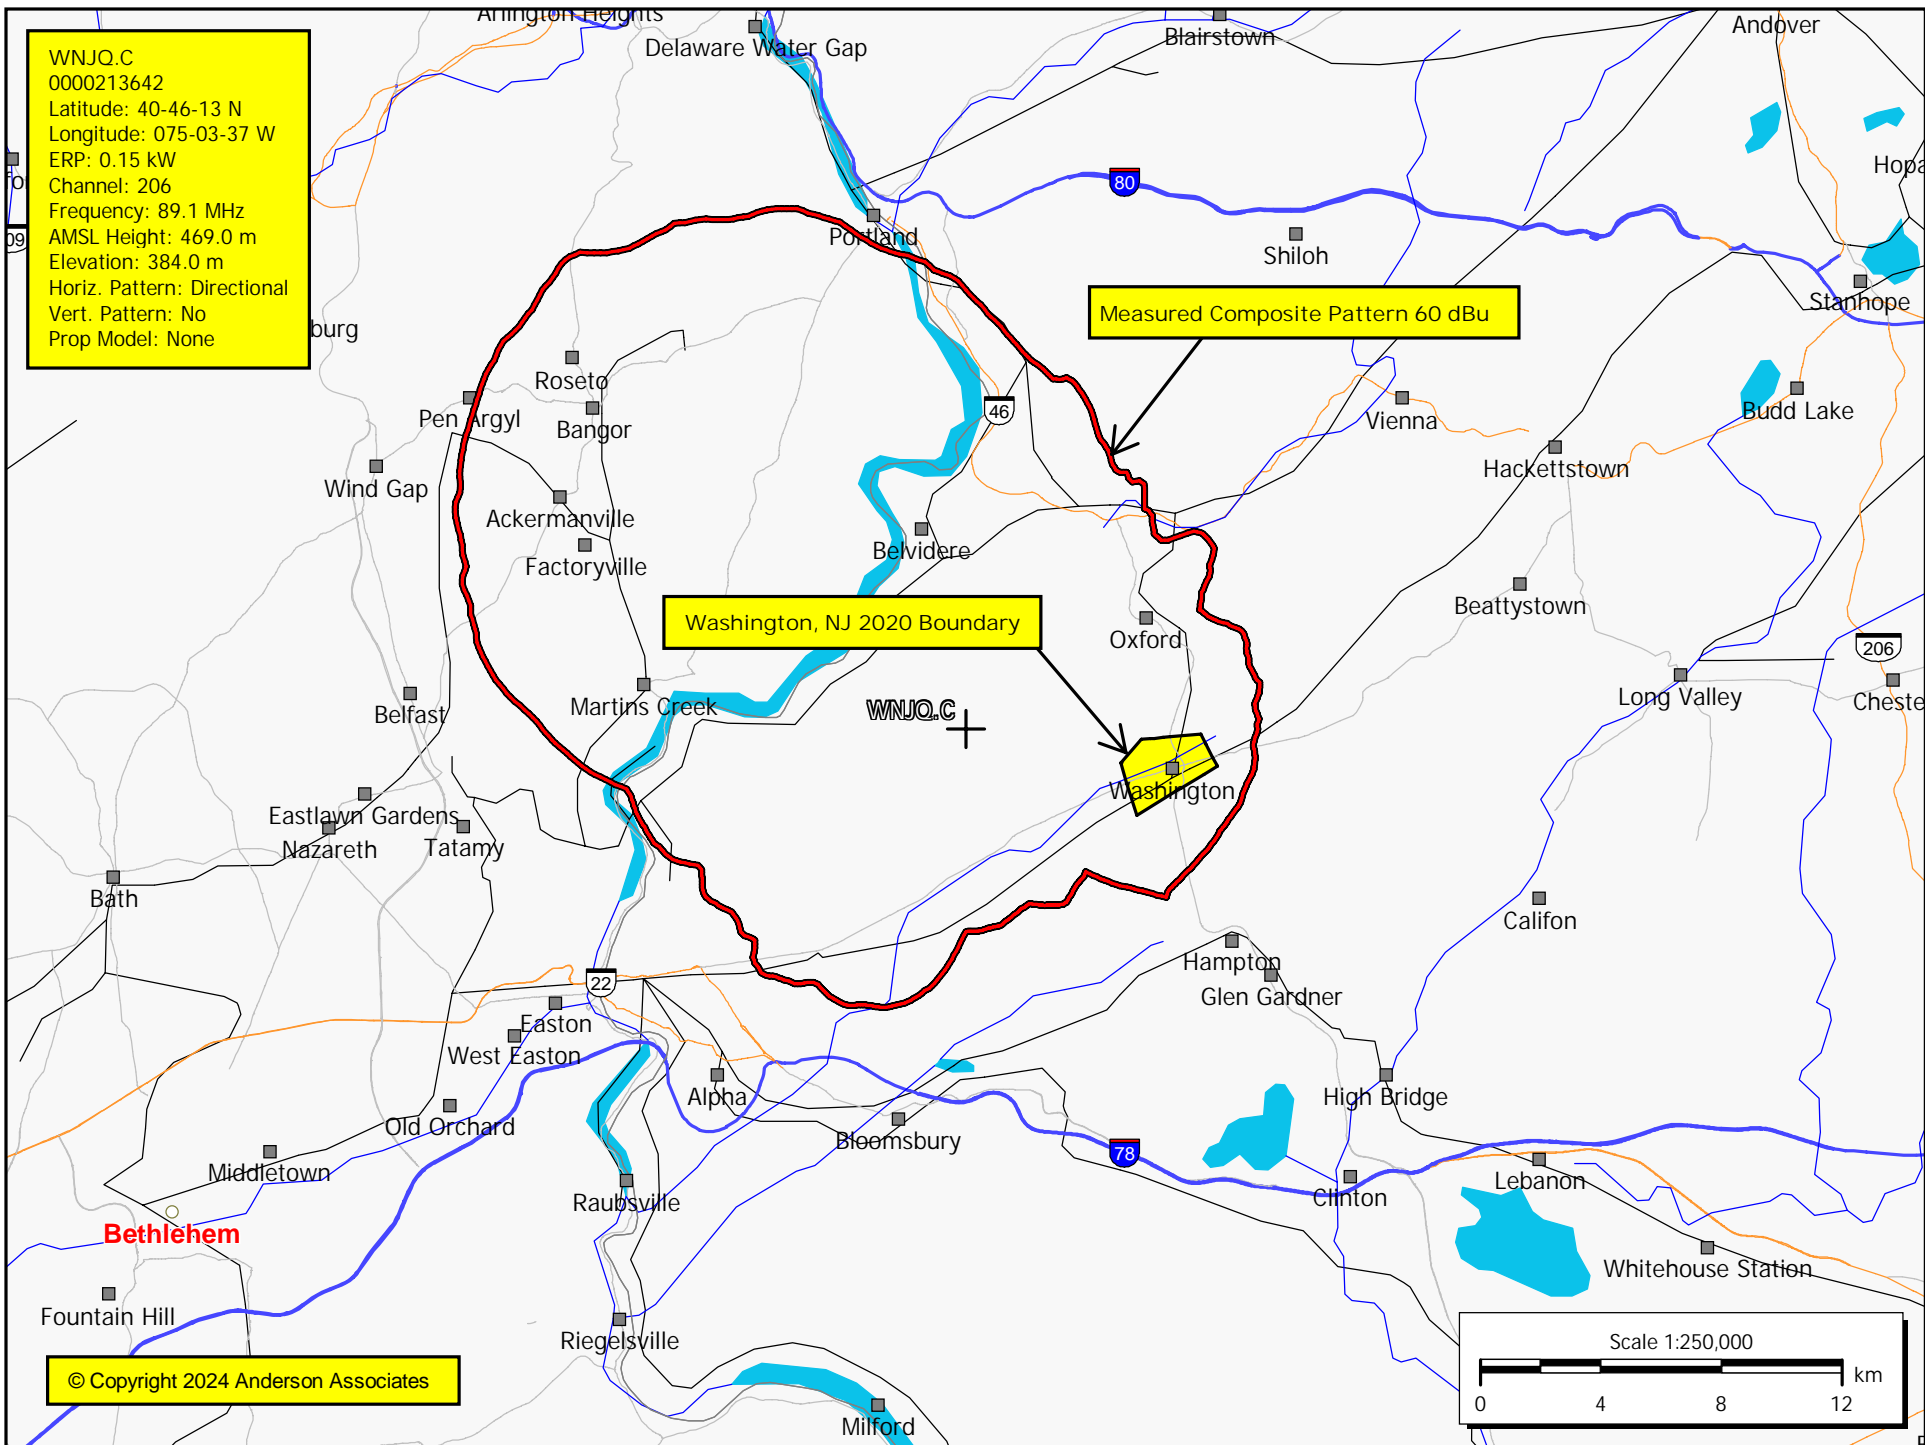 Arlington Heights
Delaware Water Gap
Blairstown
Andover
WNJQ.C
0000213642
Latitude: 40-46-13 N
Longitude: 075-03-37 W
ERP: 0.15 kW
Channel: 206
Frequency: 89.1 MHz
AMSL Height: 469.0 m
Elevation: 384.0 m
Horiz. Pattern: Directional
Vert. Pattern: No
Prop Model: None
80
Hopa
09
Portland
Shiloh
Stanhope
Measured Composite Pattern 60 dBu
burg
Roseto
Pen Argyl
Bangor
46
Vienna
Budd Lake
Wind Gap
Hackettstown
Ackermanville
Belvidere
Factoryville
Beattystown
Washington, NJ 2020 Boundary
Oxford
206
Martins Creek
WNJQ.C
Belfast
Long Valley
Cheste
Washington
Eastlawn Gardens
Nazareth
Tatamy
Bath
Califon
Hampton
22
Glen Gardner
Easton
West Easton
Alpha
High Bridge
Old Orchard
Bloomsbury
78
Middletown
Raubsville
Clinton
Lebanon
Bethlehem
Whitehouse Station
Fountain Hill
Riegelsville
Scale 1:250,000
km
0 4 8 12
© Copyright 2024 Anderson Associates
Milford